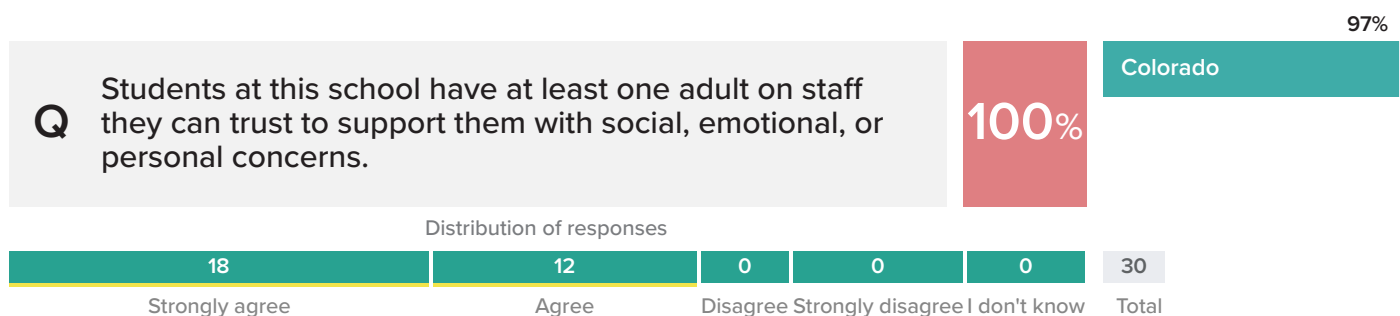 97%
Q
Students at this school have at least one adult on staff
they can trust to support them with social, emotional, or
personal concerns.
100%
Colorado
Distribution of responses
18 12 0 0 0 30
Strongly agree Agree Disagree Strongly disagree I don't know Total